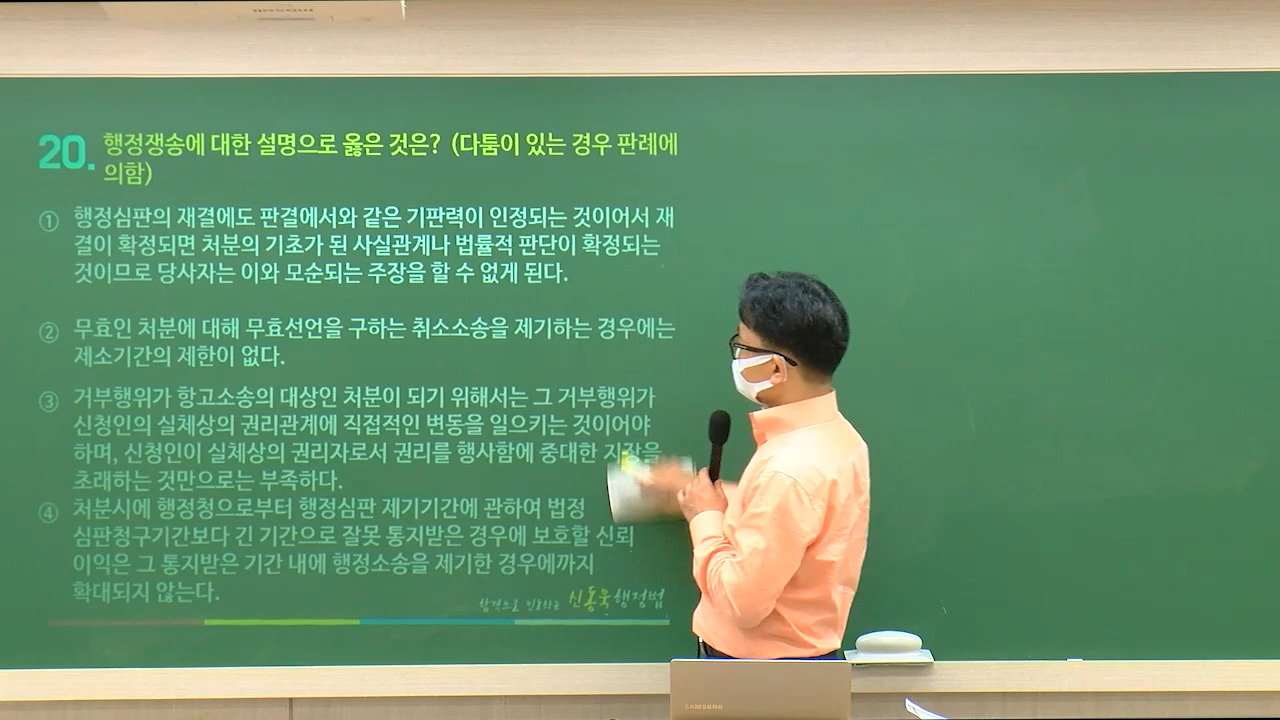 20. 행정쟁송에 대한 설명으로 옳은 것은? (다툼이 있는 경우 판례에
의함)
① 행정심판의 재결에도 판결에서와 같은 기판력이 인정되는 것이어서 재
결이 확정되면 처분의 기초가 된 사실관계나 법률적 판단이 확정되는
것이므로 당사자는 이와 모순되는 주장을 할 수 없게 된다.
② 무효인 처분에 대해 무효선언을 구하는 취소소송을 제기하는 경우에는
제소기간의 제한이 없다.
③ 거부행위가 항고소송의 대상인 처분이 되기 위해서는 그 거부행위가
신청인의 실체상의 권리관계에 직접적인 변동을 일으키는 것이어야
하며, 신청인이 실체상의 권리자로서 권리를 행사함에 중대한 지장을
초래하는 것만으로는 부족하다.
④ 처분시에 행정청으로부터 행정심판 제기기간에 관하여 법정
심판청구기간보다 긴 기간으로 잘못 통지받은 경우에 보호할 신뢰
이익은 그 통지받은 기간 내에 행정소송을 제기한 경우에까지
확대되지 않는다.
신동욱행정법
SAMSUNG